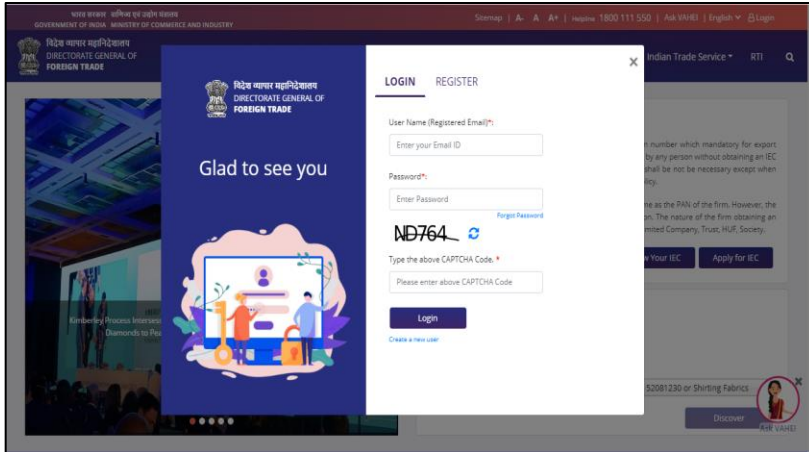 भारत सरकार वाणिज्य एवं उद्योग मंत्रालय
GOVERNMENT OF INDIA MINISTRY OF COMMERCE AND INDUSTRY
Sitemap | A- A A+ | Helpline 1800 111 550 | Ask VAHEI | English Login
विदेश व्यापार महानिदेशालय
DIRECTORATE GENERAL OF
FOREIGN TRADE
Indian Trade Service RTI
विदेश व्यापार महानिदेशालय
DIRECTORATE GENERAL OF
FOREIGN TRADE
Glad to see you
×
LOGIN REGISTER
User Name (Registered Email)*:
Enter your Email ID
Password*:
Enter Password
Forgot Password
ND764
Type the above CAPTCHA Code. *
Please enter above CAPTCHA Code
Login
Create a new user
n number which mandatory for export
by any person without obtaining an IEC
shall be not be necessary except when
licy.
me as the PAN of the firm. However, the
on. The nature of the firm obtaining an
imited Company, Trust, HUF, Society.
w Your IEC Apply for IEC
Kimberley Process Interses
Diamonds to Pea
52081230 or Shirting Fabrics
×
Discover
Ask VAHEI